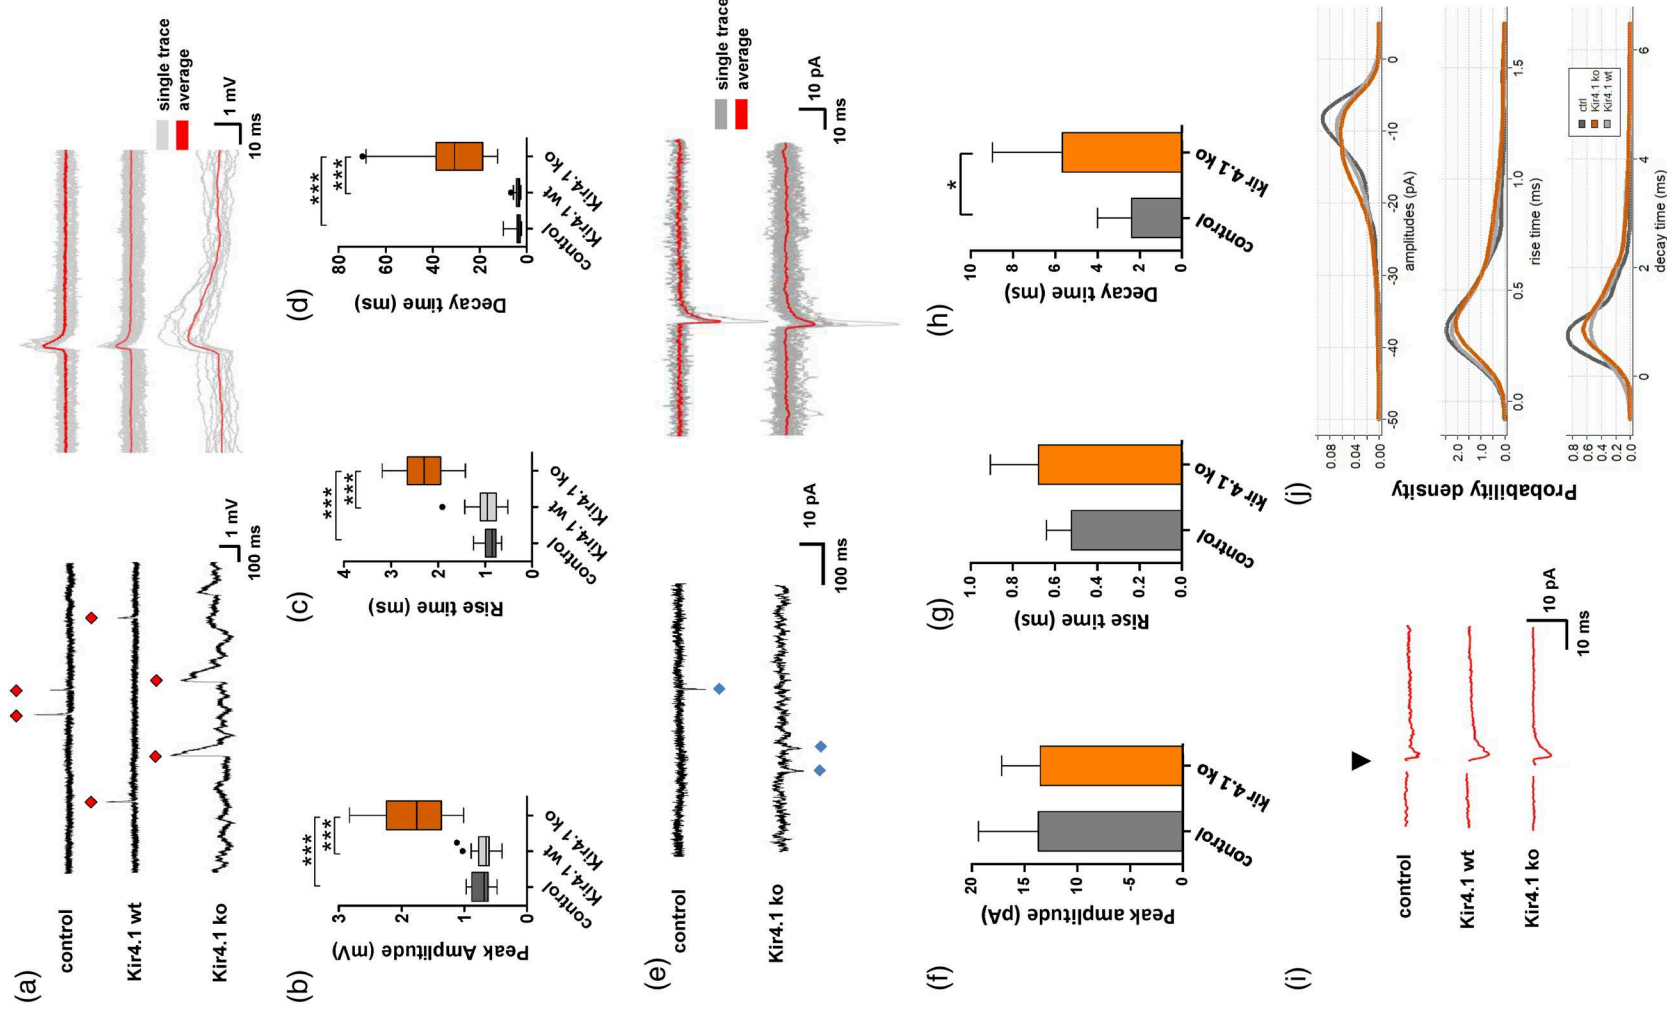 (a)
control
Kir4.1 wt
Kir4.1 ko
1 mV
100 ms
single trace
average
1 mV
10 ms
(b)
Peak Amplitude (mV)
3
2
1
0
***
***
control
Kir4.1 wt
Kir4.1 ko
(c)
Rise time (ms)
4
3
2
1
0
***
***
control
Kir4.1 wt
Kir4.1 ko
(d)
Decay time (ms)
80
60
40
20
0
***
***
control
Kir4.1 wt
Kir4.1 ko
(e)
control
Kir4.1 ko
10 pA
100 ms
single trace
average
10 pA
10 ms
(f)
Peak amplitude (pA)
20
15
10
-5
0
control
kir 4.1 ko
(g)
Rise time (ms)
1.0
0.8
0.6
0.4
0.2
0.0
control
kir 4.1 ko
(h)
Decay time (ms)
10
8
6
4
2
0
*
control
kir 4.1 ko
(i)
control
Kir4.1 wt
Kir4.1 ko
10 pA
10 ms
(j)
Probability density
0.08
0.04
0.00
-50
-40
-30
-20
-10
0
amplitudes (pA)
2.0
1.0
0.0
0.0
0.5
1.0
1.5
rise time (ms)
0.8
0.6
0.4
0.2
0.0
0
2
4
6
decay time (ms)
ctrl
Kir4.1 ko
Kir4.1 wt